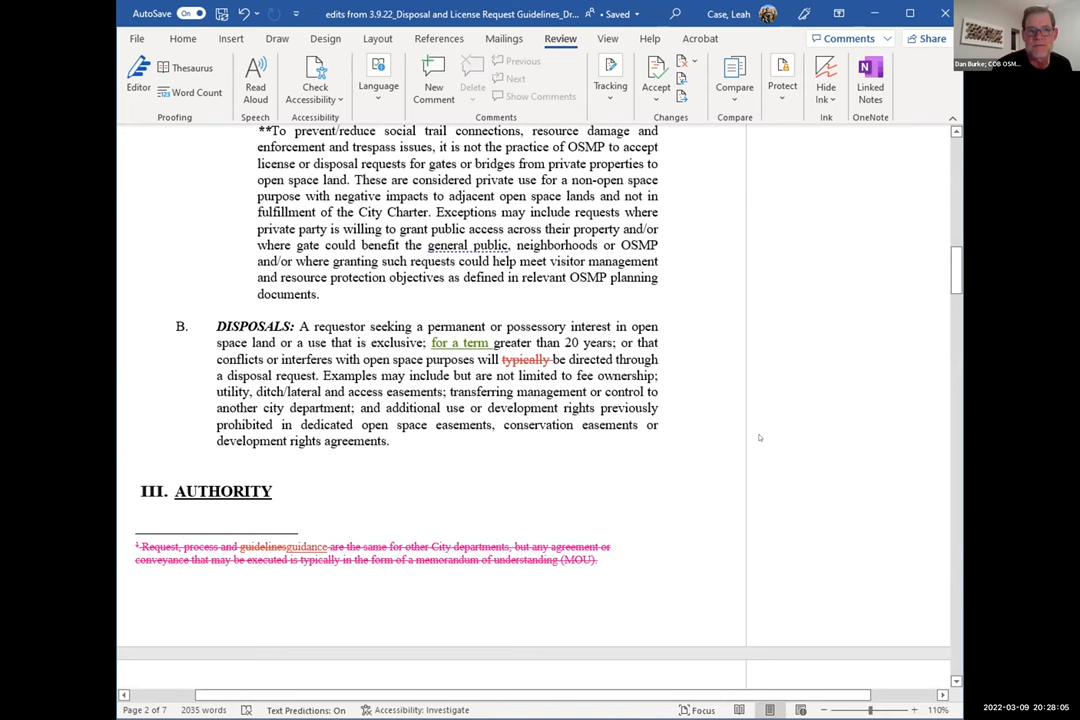 AutoSave On edits from 3.9.22_Disposal and License Request Guidelines_Dr... • Saved Case, Leah
File Home Insert Draw Design Layout References Mailings Review View Help Acrobat Comments Share
Editor Thesaurus Word Count Read Aloud Check Accessibility Language New Comment Delete Previous Next Show Comments Tracking Accept Compare Protect Hide Ink Linked Notes
Proofing Speech Accessibility Comments Changes Compare Ink OneNote
Dan Burke; COB OSM...
**To prevent/reduce social trail connections, resource damage and
enforcement and trespass issues, it is not the practice of OSMP to accept
license or disposal requests for gates or bridges from private properties to
open space land. These are considered private use for a non-open space
purpose with negative impacts to adjacent open space lands and not in
fulfillment of the City Charter. Exceptions may include requests where
private party is willing to grant public access across their property and/or
where gate could benefit the general public, neighborhoods or OSMP
and/or where granting such requests could help meet visitor management
and resource protection objectives as defined in relevant OSMP planning
documents.
B. DISPOSALS: A requestor seeking a permanent or possessory interest in open
space land or a use that is exclusive; for a term greater than 20 years; or that
conflicts or interferes with open space purposes will typically be directed through
a disposal request. Examples may include but are not limited to fee ownership;
utility, ditch/lateral and access easements; transferring management or control to
another city department; and additional use or development rights previously
prohibited in dedicated open space easements, conservation easements or
development rights agreements.
III. AUTHORITY
1 Request, process and guidelinesguidance are the same for other City departments, but any agreement or
conveyance that may be executed is typically in the form of a memorandum of understanding (MOU).
Page 2 of 7 2035 words Text Predictions: On Accessibility: Investigate Focus 110%
2022-03-09 20:28:05